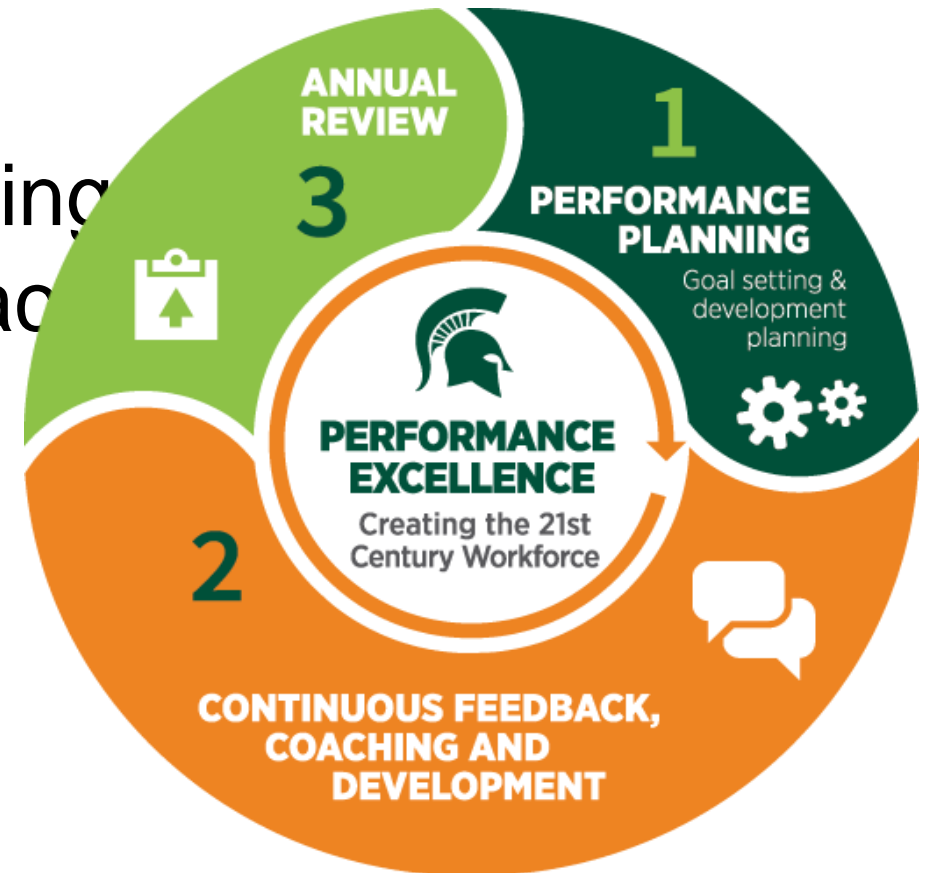 ANNUAL
REVIEW
3
1
PERFORMANCE
PLANNING
Goal setting &
development
planning
PERFORMANCE
EXCELLENCE
Creating the 21st
Century Workforce
2
CONTINUOUS FEEDBACK,
COACHING AND
DEVELOPMENT